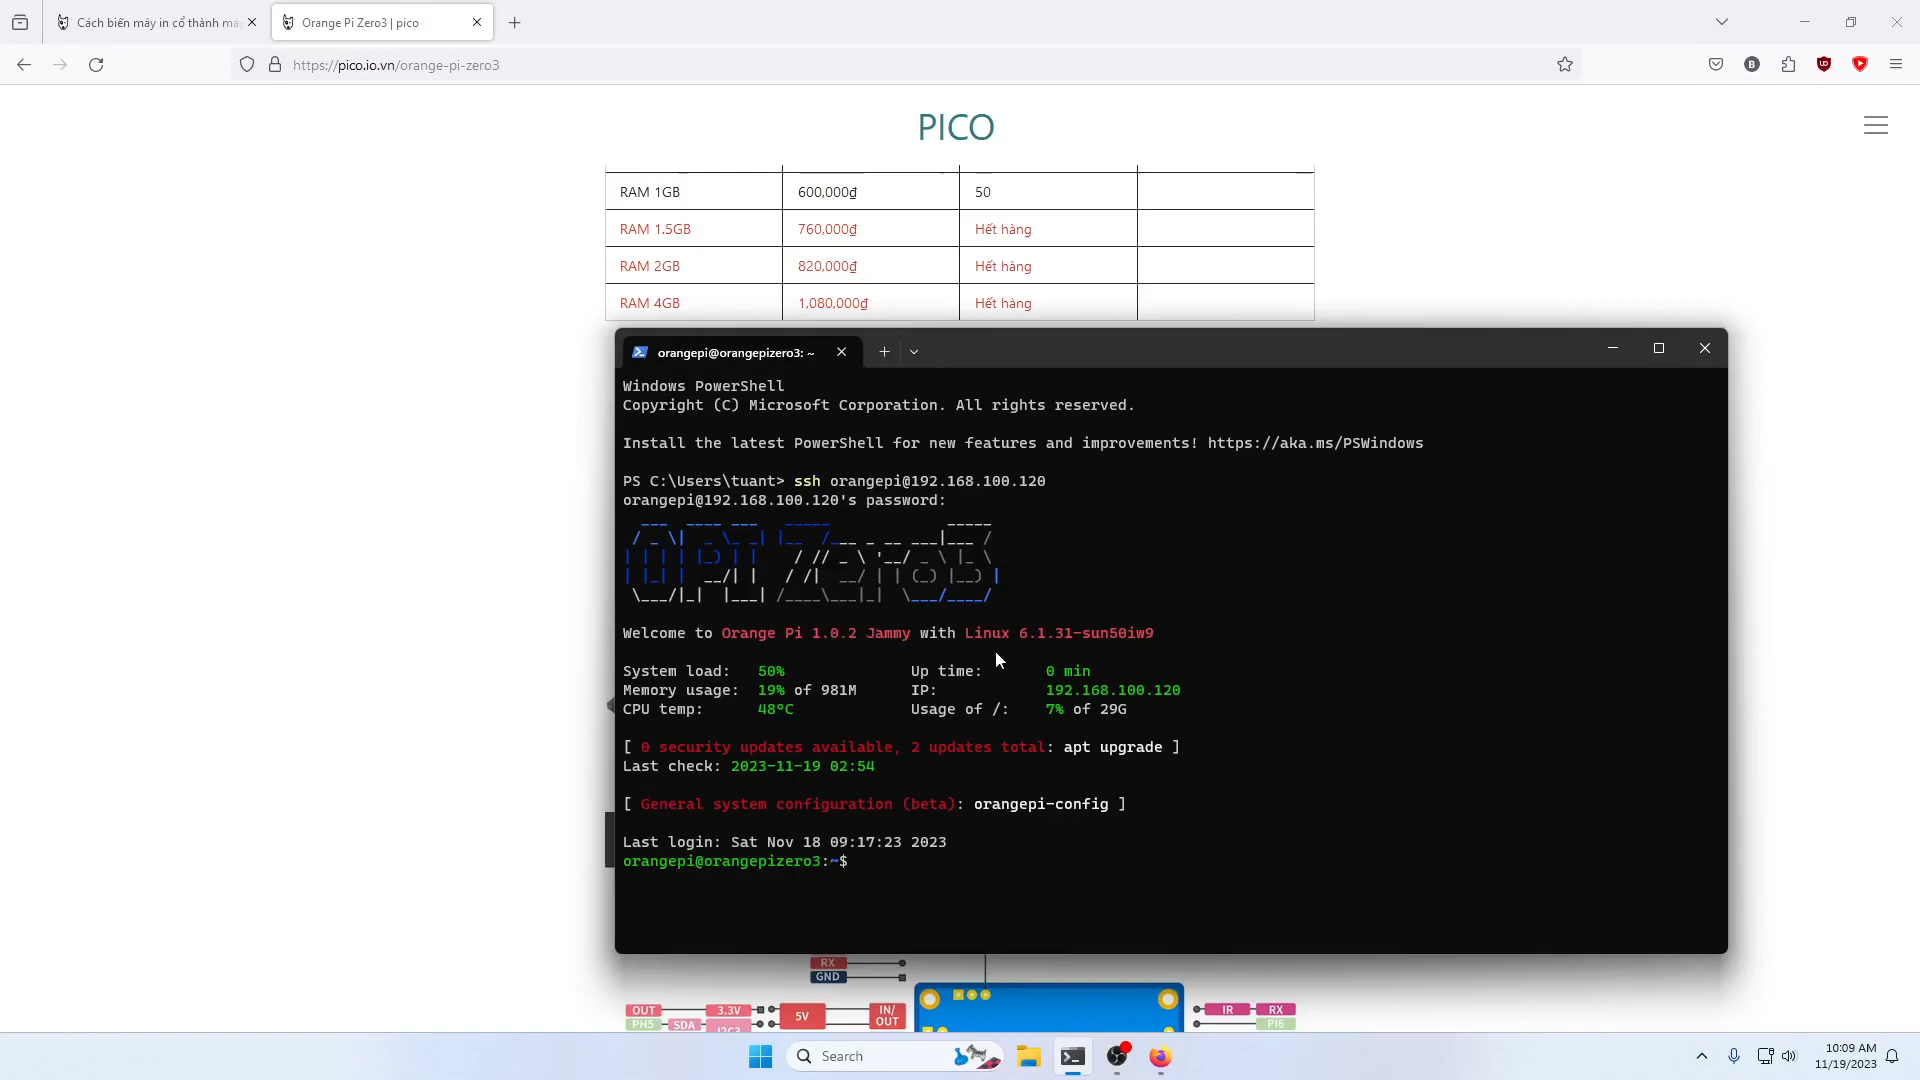 Cách biến máy in cổ thành má
Orange Pi Zero3 | pico
https://pico.io.vn/orange-pi-zero3
PICO
RAM 1GB 600,000₫ 50
RAM 1.5GB 760,000₫ Hết hàng
RAM 2GB 820,000₫ Hết hàng
RAM 4GB 1,080,000₫ Hết hàng
orangepi@orangepizero3: ~
Windows PowerShell
Copyright (C) Microsoft Corporation. All rights reserved.
Install the latest PowerShell for new features and improvements! https://aka.ms/PSWindows
PS C:\Users\tuant> ssh orangepi@192.168.100.120
orangepi@192.168.100.120's password:
OPI Zero3
Welcome to Orange Pi 1.0.2 Jammy with Linux 6.1.31-sun50iw9
System load: 50% Up time: 0 min
Memory usage: 19% of 981M IP: 192.168.100.120
CPU temp: 48°C Usage of /: 7% of 29G
[ 0 security updates available, 2 updates total: apt upgrade ]
Last check: 2023-11-19 02:54
[ General system configuration (beta): orangepi-config ]
Last login: Sat Nov 18 09:17:23 2023
orangepi@orangepizero3:~$
RX
GND
OUT 3.3V 5V IN/OUT IR RX
PH5 SDA I2C3 PI6
Search
10:09 AM
11/19/2023